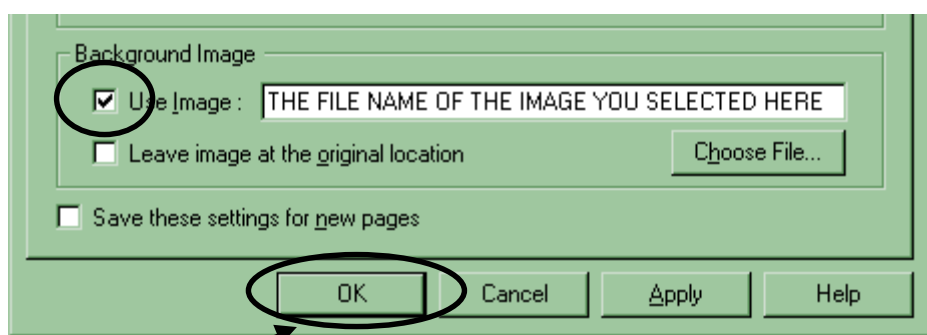 Background Image
Use Image : THE FILE NAME OF THE IMAGE YOU SELECTED HERE
Leave image at the original location Choose File...
Save these settings for new pages
OK Cancel Apply Help